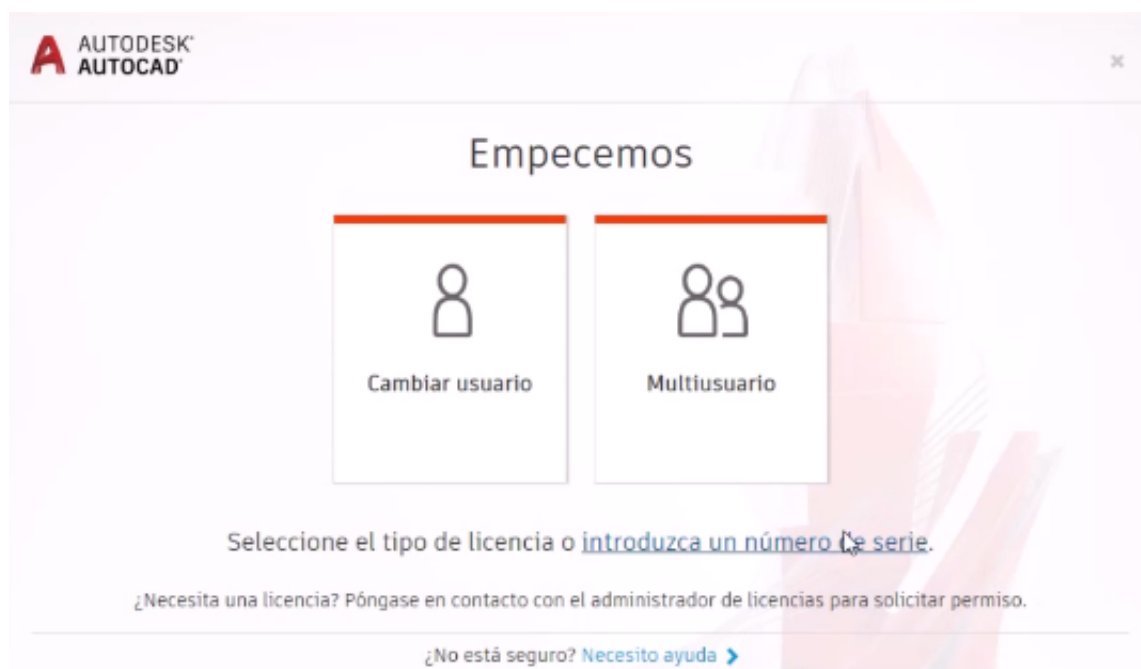 AUTODESK®
AUTOCAD®
Empecemos
Cambiar usuario
Multiusuario
Seleccione el tipo de licencia o introduzca un número de serie.
¿Necesita una licencia? Póngase en contacto con el administrador de licencias para solicitar permiso.
¿No está seguro? Necesito ayuda